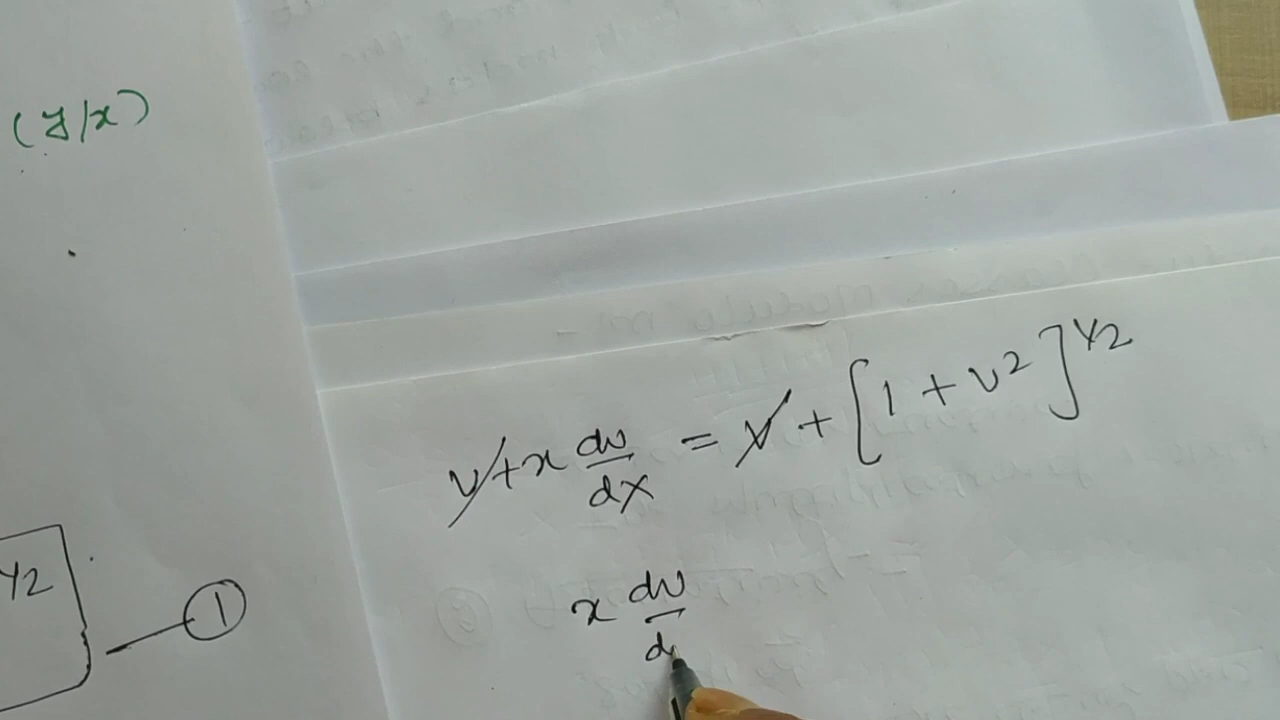 (y/x)
v+x dv/dx = v + [1 + v²]^1/2
1/2] — ①
x dv/d